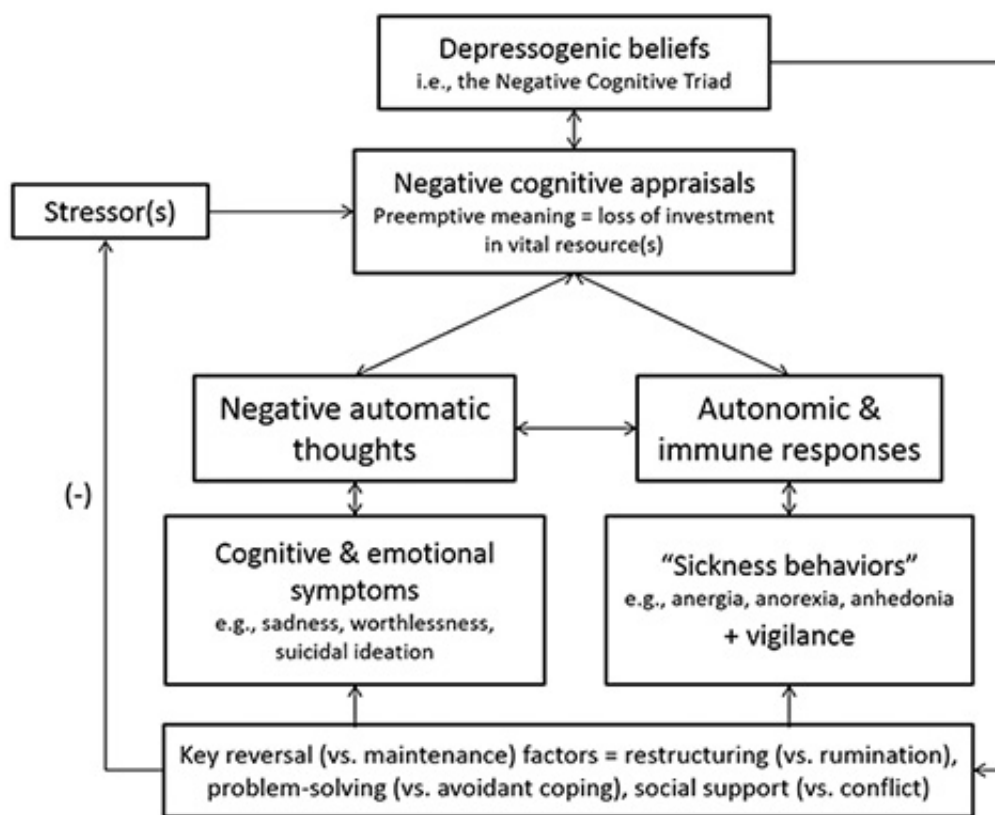 Depressogenic beliefs
i.e., the Negative Cognitive Triad
Negative cognitive appraisals
Preemptive meaning = loss of investment
in vital resource(s)
Stressor(s)
Negative automatic
thoughts
Autonomic &
immune responses
(-)
Cognitive & emotional
symptoms
e.g., sadness, worthlessness,
suicidal ideation
“Sickness behaviors”
e.g., anergia, anorexia, anhedonia
+ vigilance
Key reversal (vs. maintenance) factors = restructuring (vs. rumination),
problem-solving (vs. avoidant coping), social support (vs. conflict)